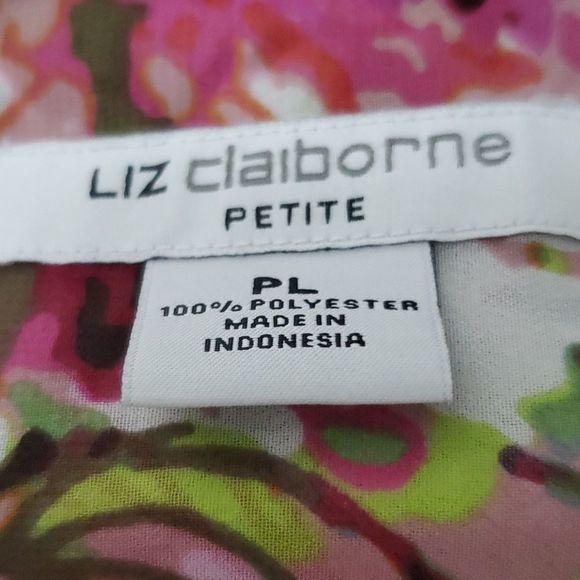 LIZ claiborne
PETITE
PL
100% POLYESTER
MADE IN
INDONESIA